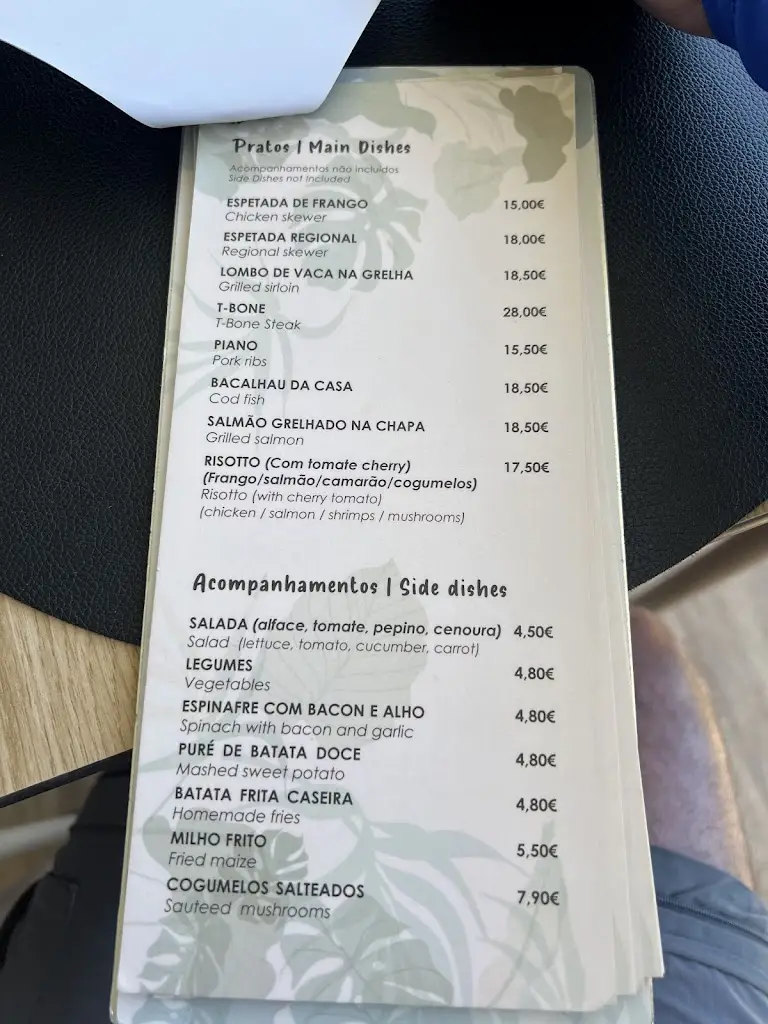 Pratos | Main Dishes
Acompanhamentos não incluídos
Side Dishes not included
ESPETADA DE FRANGO 15,00€
Chicken skewer
ESPETADA REGIONAL 18,00€
Regional skewer
LOMBO DE VACA NA GRELHA 18,50€
Grilled sirloin
T-BONE 28,00€
T-Bone Steak
PIANO 15,50€
Pork ribs
BACALHAU DA CASA 18,50€
Cod fish
SALMÃO GRELHADO NA CHAPA 18,50€
Grilled salmon
RISOTTO (Com tomate cherry) 17,50€
(Frango/salmão/camarão/cogumelos)
Risotto (with cherry tomato)
(chicken / salmon / shrimps / mushrooms)
Acompanhamentos | Side dishes
SALADA (alface, tomate, pepino, cenoura) 4,50€
Salad (lettuce, tomato, cucumber, carrot)
LEGUMES 4,80€
Vegetables
ESPINAFRE COM BACON E ALHO 4,80€
Spinach with bacon and garlic
PURÉ DE BATATA DOCE 4,80€
Mashed sweet potato
BATATA FRITA CASEIRA 4,80€
Homemade fries
MILHO FRITO 5,50€
Fried maize
COGUMELOS SALTEADOS 7,90€
Sauteed mushrooms